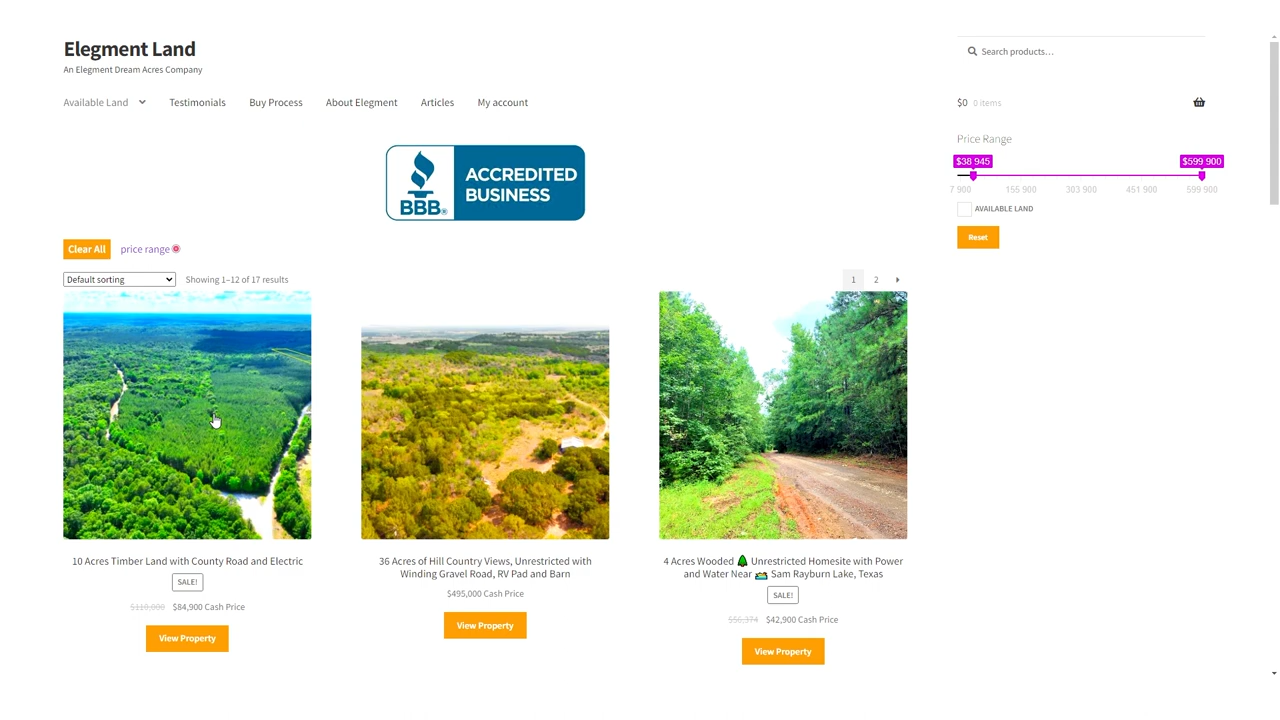 Elegment Land
An Elegment Dream Acres Company
Search products…
Available Land
Testimonials
Buy Process
About Elegment
Articles
My account
$0 0 items
Price Range
$38 945
$599 900
7 900
155 900
303 900
451 900
599 900
AVAILABLE LAND
Reset
BBB®
ACCREDITED
BUSINESS
Clear All
price range
Default sorting
Showing 1–12 of 17 results
1
2
10 Acres Timber Land with County Road and Electric
SALE!
$110,000 $84,900 Cash Price
View Property
36 Acres of Hill Country Views, Unrestricted with
Winding Gravel Road, RV Pad and Barn
$495,000 Cash Price
View Property
4 Acres Wooded 🌲 Unrestricted Homesite with Power
and Water Near 🏞 Sam Rayburn Lake, Texas
SALE!
$56,374 $42,900 Cash Price
View Property